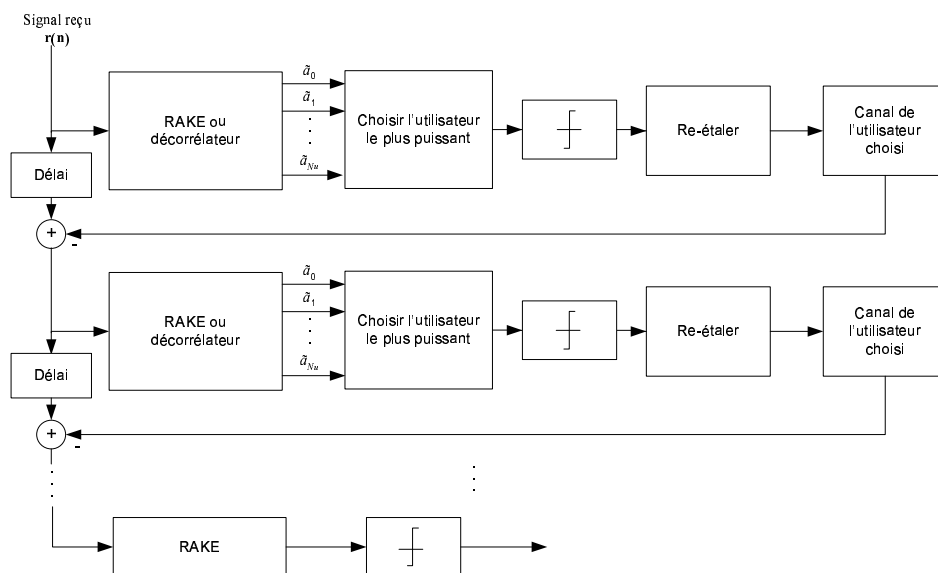 Signal reçu
r(n)
RAKE ou
décorrélateur
ã0
ã1
ãNu
Choisir l'utilisateur
le plus puissant
Re-étaler
Canal de
l'utilisateur
choisi
Délai
+
-
RAKE ou
décorrélateur
ã0
ã1
ãNu
Choisir l'utilisateur
le plus puissant
Re-étaler
Canal de
l'utilisateur
choisi
Délai
+
-
RAKE